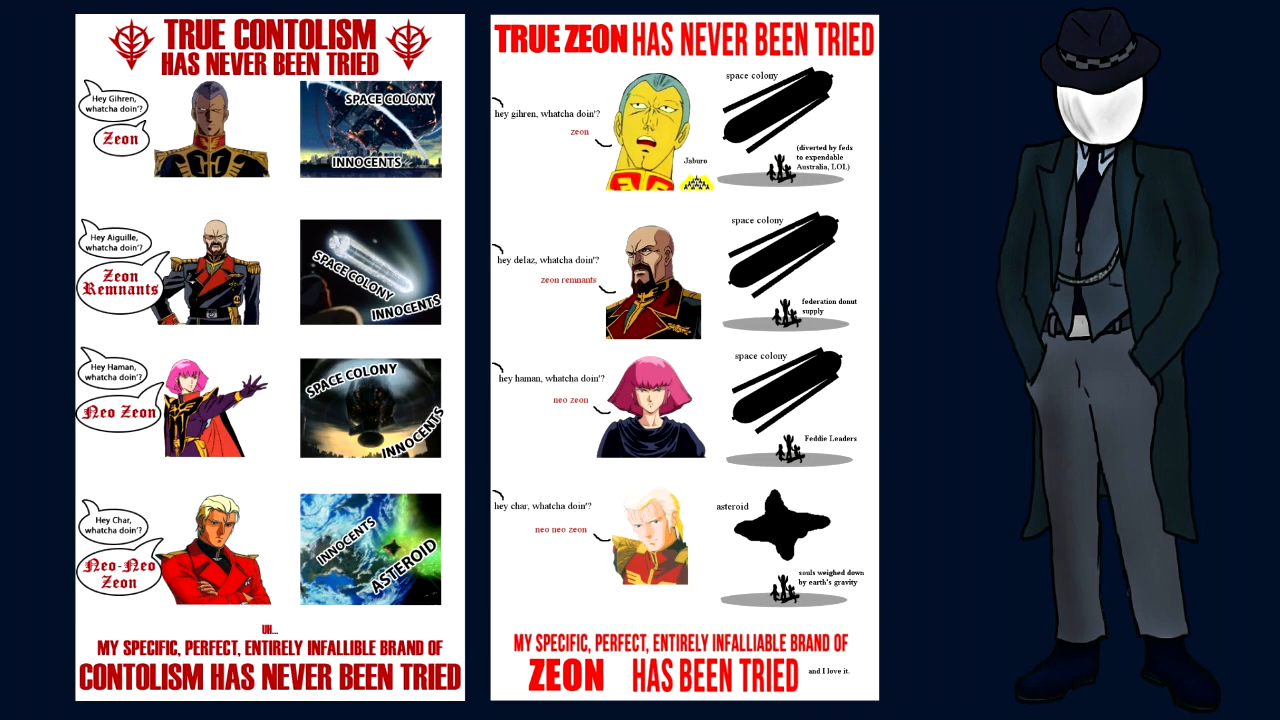 TRUE CONTOLISM
HAS NEVER BEEN TRIED
Hey Gihren,
whatcha doin'?
Zeon
SPACE COLONY
INNOCENTS
Hey Aiguille,
whatcha doin'?
Zeon
Remnants
SPACE COLONY
INNOCENTS
Hey Haman,
whatcha doin'?
Neo Zeon
SPACE COLONY
INNOCENTS
Hey Char,
whatcha doin'?
Neo-Neo
Zeon
INNOCENTS
ASTEROID
UH...
MY SPECIFIC, PERFECT, ENTIRELY INFALLIBLE BRAND OF
CONTOLISM HAS NEVER BEEN TRIED
TRUE ZEON HAS NEVER BEEN TRIED
hey gihren, whatcha doin'?
zeon
Jaburo
space colony
(diverted by feds
to expendable
Australia, LOL)
hey delaz, whatcha doin'?
zeon remnants
space colony
federation donut
supply
hey haman, whatcha doin'?
neo zeon
space colony
Feddie Leaders
hey char, whatcha doin'?
neo neo zeon
asteroid
souls weighed down
by earth's gravity
MY SPECIFIC, PERFECT, ENTIRELY INFALLIABLE BRAND OF
ZEON HAS BEEN TRIED and I love it.